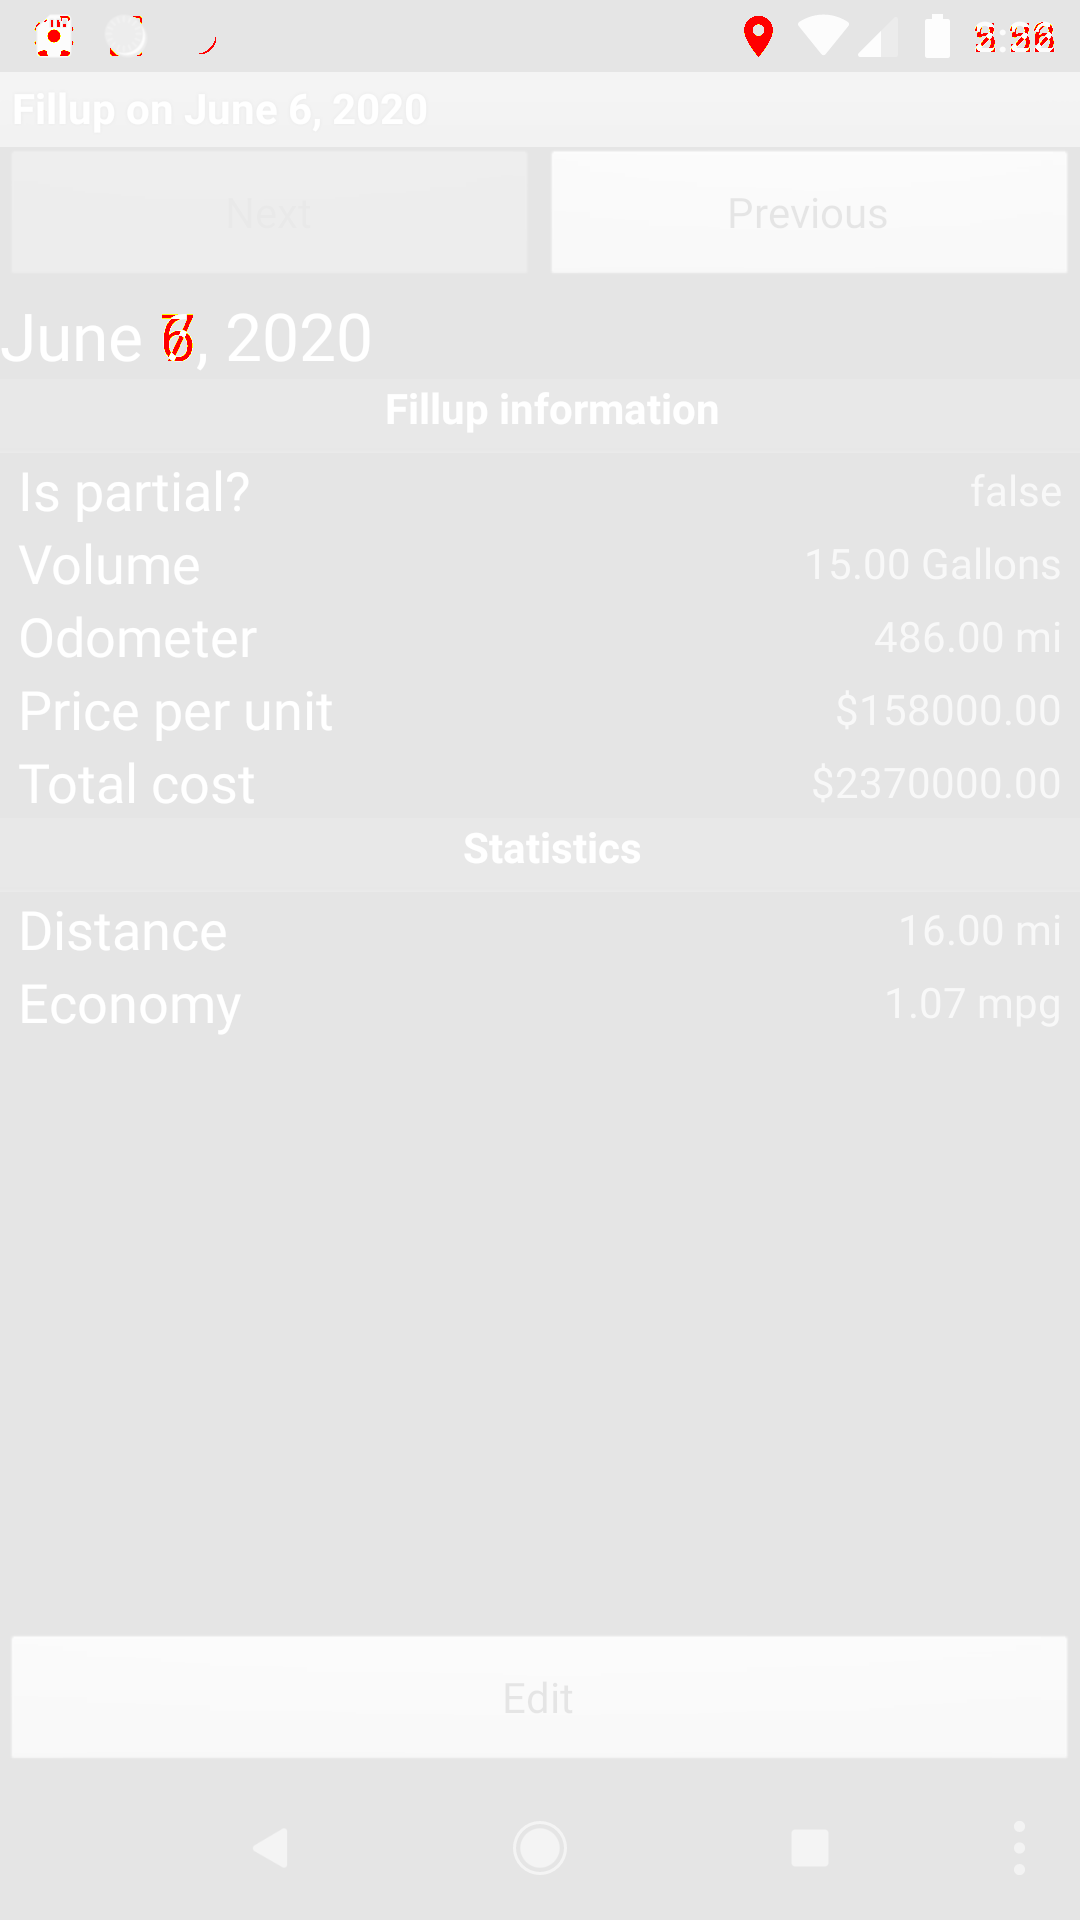 Fillup on June 6, 2020
Next
Previous
June , 2020
Fillup information
Is partial?
false
Volume
15.00 Gallons
Odometer
486.00 mi
Price per unit
$158000.00
Total cost
$2370000.00
Statistics
Distance
16.00 mi
Economy
1.07 mpg
Edit